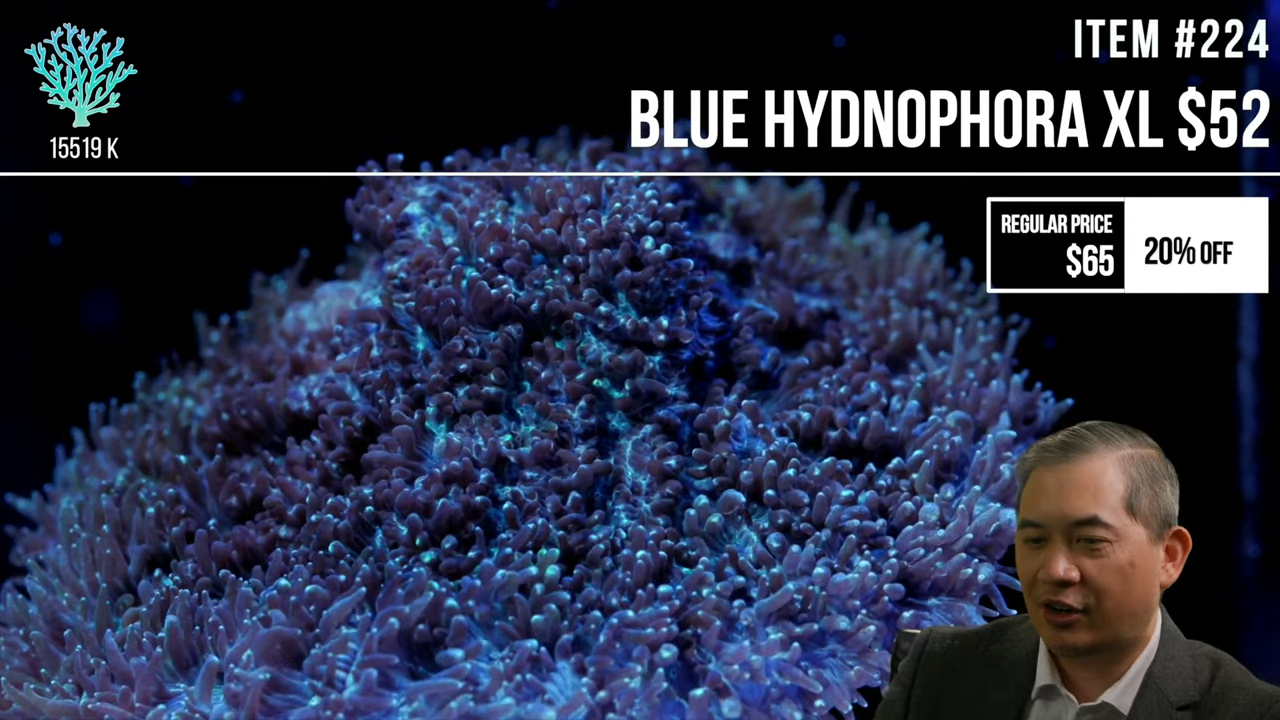 15519 K
ITEM #224
BLUE HYDNOPHORA XL $52
REGULAR PRICE
$65
20% OFF